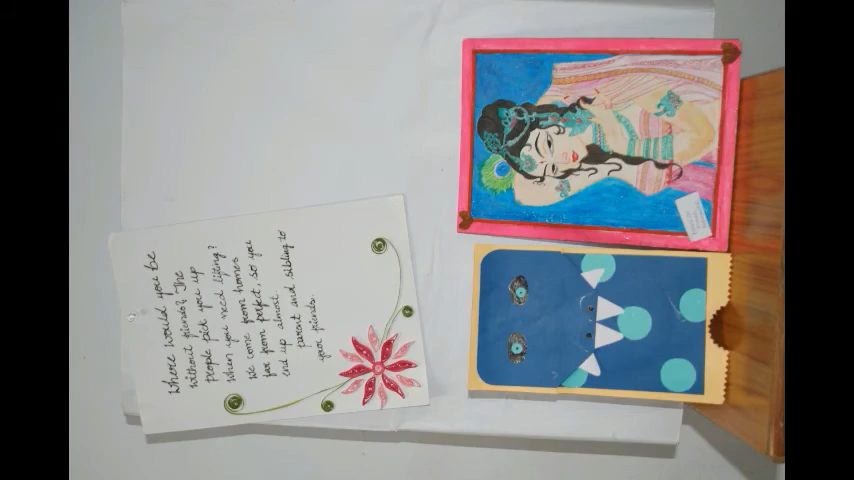 Where would you be
without friends? The
people pick you up
when you need lifting?
We come from homes
far from perfect, so you
end up almost
parent and sibling to
your friends.